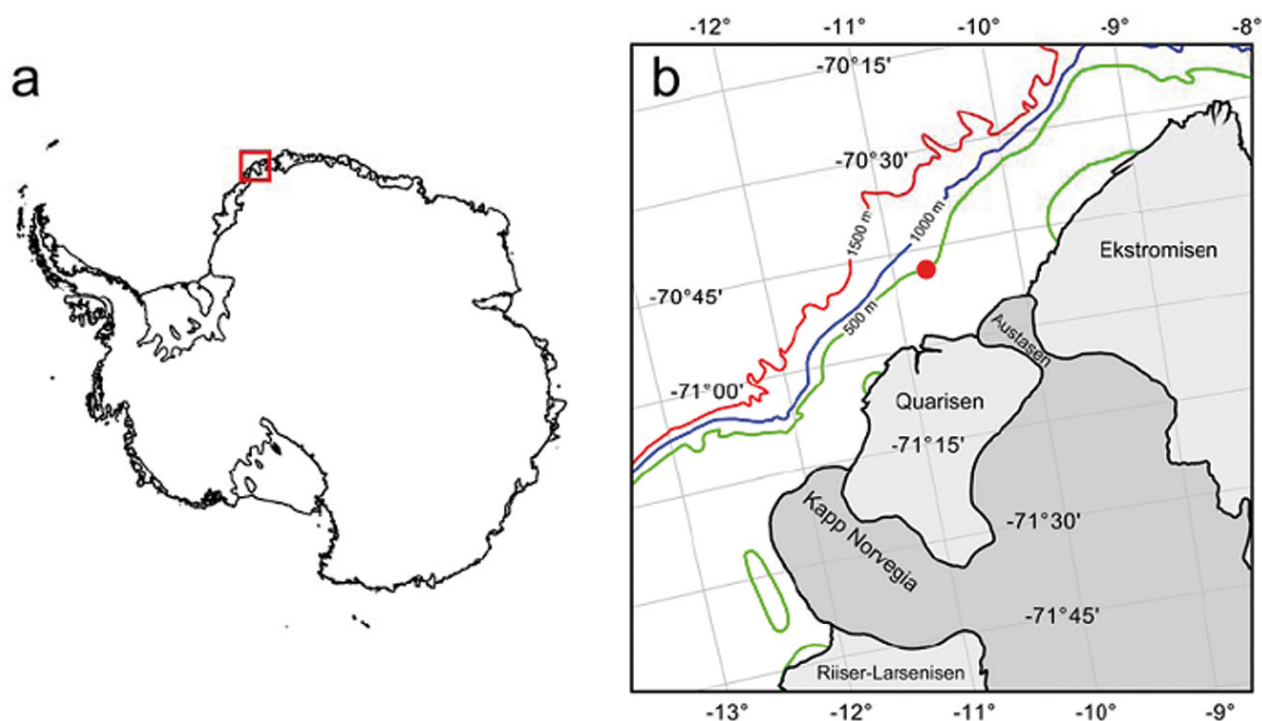 a
b
-12°
-11°
-10°
-9°
-8°
-70°15'
-70°30'
1500 m
1000 m
Ekstromisen
-70°45'
500 m
Austasen
-71°00'
Quarisen
-71°15'
Kapp Norvegia
-71°30'
-71°45'
Riiser-Larsenisen
-13°
-12°
-11°
-10°
-9°